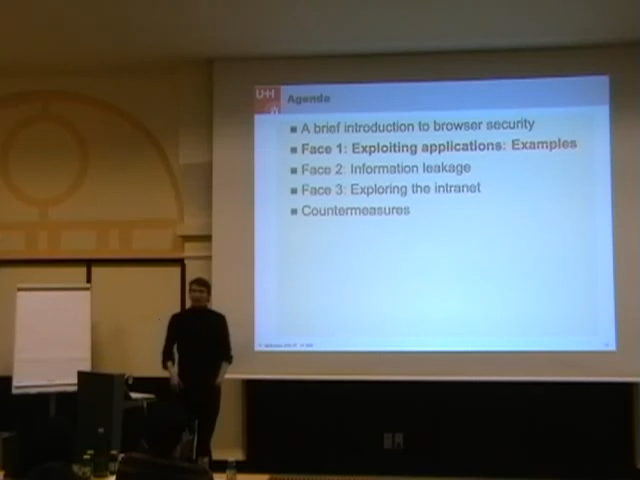 UH
Agenda
A brief introduction to browser security
Face 1: Exploiting applications: Examples
Face 2: Information leakage
Face 3: Exploring the intranet
Countermeasures